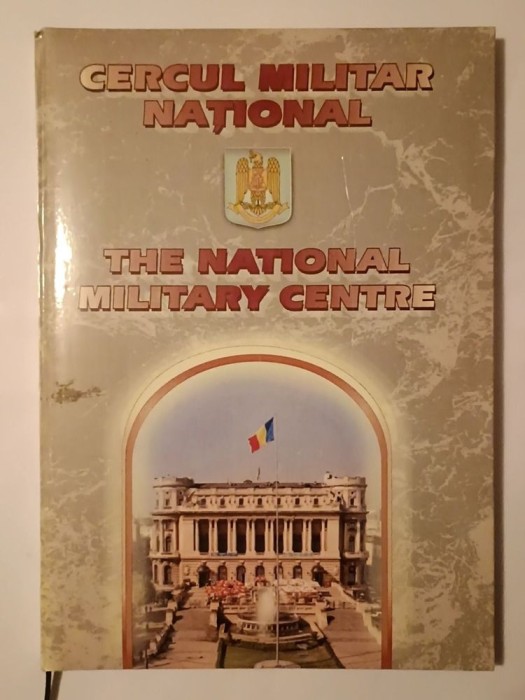 CERCUL MILITAR
NAȚIONAL
THE NATIONAL
MILITARY CENTRE